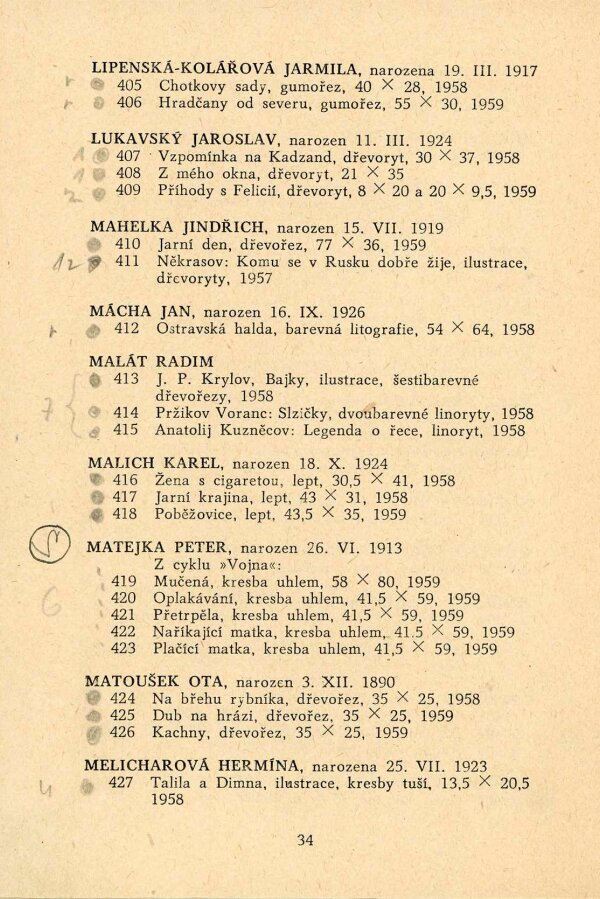 LIPENSKÁ-KOLÁŘOVÁ JARMILA, narozena 19. III. 1917
405 Chotkovy sady, gumořez, 40 × 28, 1958
406 Hradčany od severu, gumořez, 55 × 30, 1959
LUKAVSKÝ JAROSLAV, narozen 11. III. 1924
407 Vzpomínka na Kadzand, dřevoryt, 30 × 37, 1958
408 Z mého okna, dřevoryt, 21 × 35
2 409 Příhody s Felicií, dřevoryt, 8 × 20 a 20 × 9,5, 1959
MAHELKA JINDŘICH, narozen 15. VII. 1919
410 Jarní den, dřevořez, 77 × 36, 1959
12 411 Někrasov: Komu se v Rusku dobře žije, ilustrace,
dřevoryty, 1957
MÁCHA JAN, narozen 16. IX. 1926
412 Ostravská halda, barevná litografie, 54 × 64, 1958
MALÁT RADIM
413 J. P. Krylov, Bajky, ilustrace, šestibarevné
dřevořezy, 1958
7 414 Pržikov Voranc: Slzičky, dvoubarevné linoryty, 1958
415 Anatolij Kuzněcov: Legenda o řece, linoryt, 1958
MALICH KAREL, narozen 18. X. 1924
416 Žena s cigaretou, lept, 30,5 × 41, 1958
417 Jarní krajina, lept, 43 × 31, 1958
418 Poběžovice, lept, 43,5 × 35, 1959
MATEJKA PETER, narozen 26. VI. 1913
Z cyklu »Vojna«:
419 Mučená, kresba uhlem, 58 × 80, 1959
6 420 Oplakávání, kresba uhlem, 41,5 × 59, 1959
421 Přetrpěla, kresba uhlem, 41,5 × 59, 1959
422 Naříkající matka, kresba uhlem, 41.5 × 59, 1959
423 Plačící matka, kresba uhlem, 41,5 × 59, 1959
MATOUŠEK OTA, narozen 3. XII. 1890
424 Na břehu rybníka, dřevořez, 35 × 25, 1958
425 Dub na hrázi, dřevořez, 35 × 25, 1959
426 Kachny, dřevořez, 35 × 25, 1959
MELICHAROVÁ HERMÍNA, narozena 25. VII. 1923
4 427 Talila a Dimna, ilustrace, kresby tuší, 13,5 × 20,5
1958
34